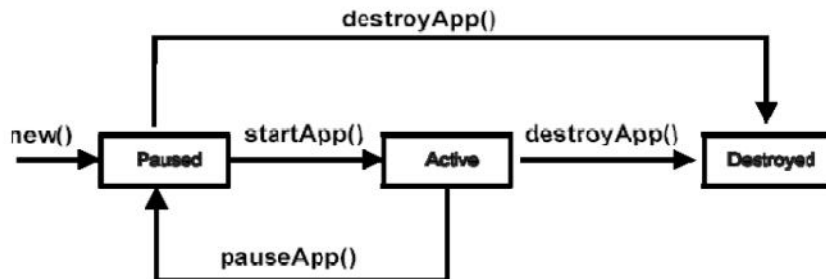 destroyApp()
new()
startApp()
destroyApp()
Paused
Active
Destroyed
pauseApp()